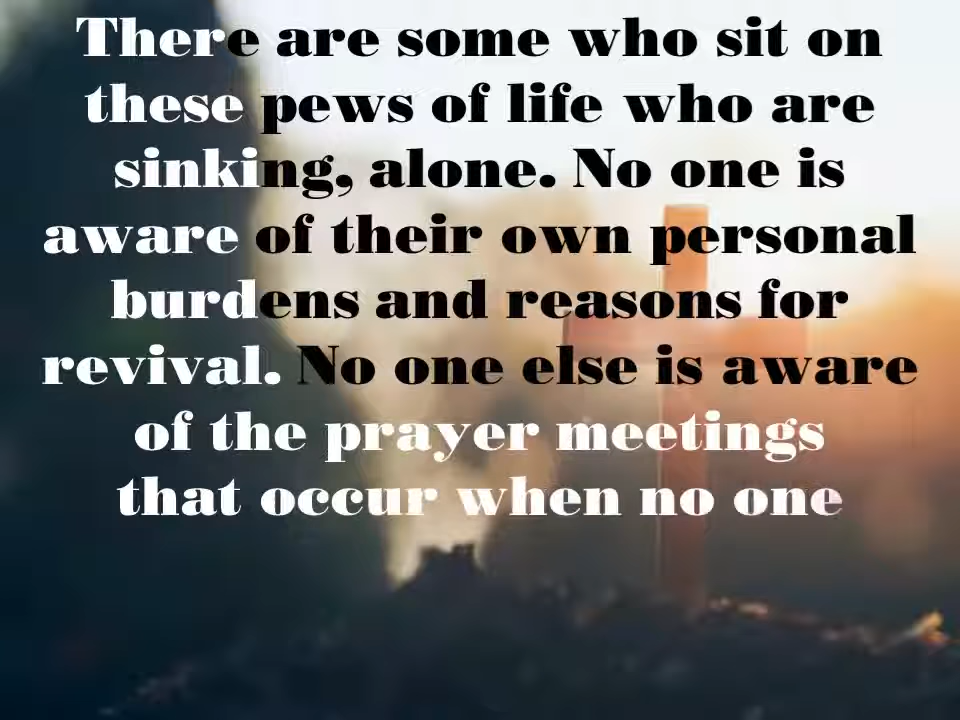 There are some who sit on
these pews of life who are
sinking, alone. No one is
aware of their own personal
burdens and reasons for
revival. No one else is aware
of the prayer meetings
that occur when no one